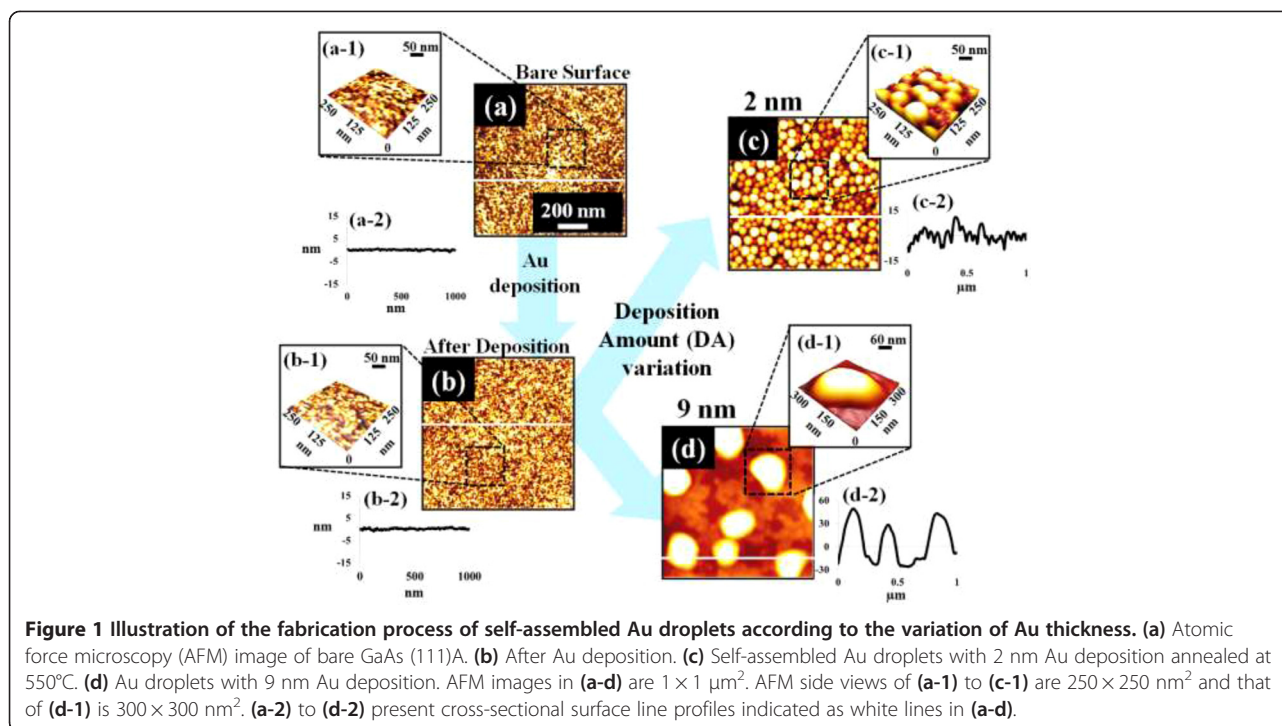 (a-1)
50 nm
250
125
nm
0
125
250
Bare Surface
(a)
200 nm
(a-2)
15
5
nm
-5
-15
0
500
1000
nm
Au
deposition
2 nm
(c)
(c-1)
50 nm
250
125
nm
0
125
250
(c-2)
15
-15
0
0.5
1
μm
Deposition
Amount (DA)
variation
After Deposition
(b)
(b-1)
50 nm
250
125
nm
0
125
250
(b-2)
15
5
nm
-5
-15
0
500
1000
nm
9 nm
(d)
(d-1)
60 nm
300
150
nm
0
150
300
(d-2)
60
30
0
-30
0
0.5
1
μm
Figure 1 Illustration of the fabrication process of self-assembled Au droplets according to the variation of Au thickness. (a) Atomic
force microscopy (AFM) image of bare GaAs (111)A. (b) After Au deposition. (c) Self-assembled Au droplets with 2 nm Au deposition annealed at
550°C. (d) Au droplets with 9 nm Au deposition. AFM images in (a-d) are 1 × 1 μm². AFM side views of (a-1) to (c-1) are 250 × 250 nm² and that
of (d-1) is 300 × 300 nm². (a-2) to (d-2) present cross-sectional surface line profiles indicated as white lines in (a-d).